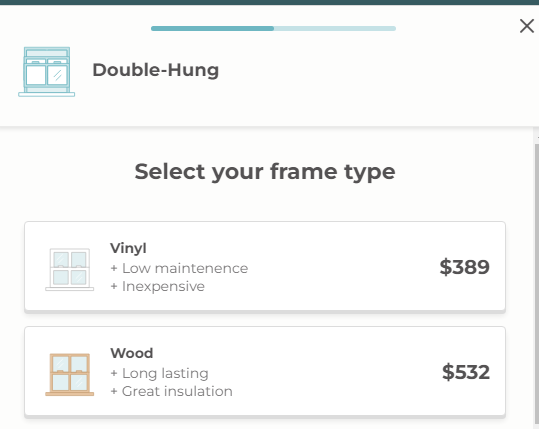 Double-Hung
Select your frame type
Vinyl
+ Low maintenence
+ Inexpensive
$389
Wood
+ Long lasting
+ Great insulation
$532